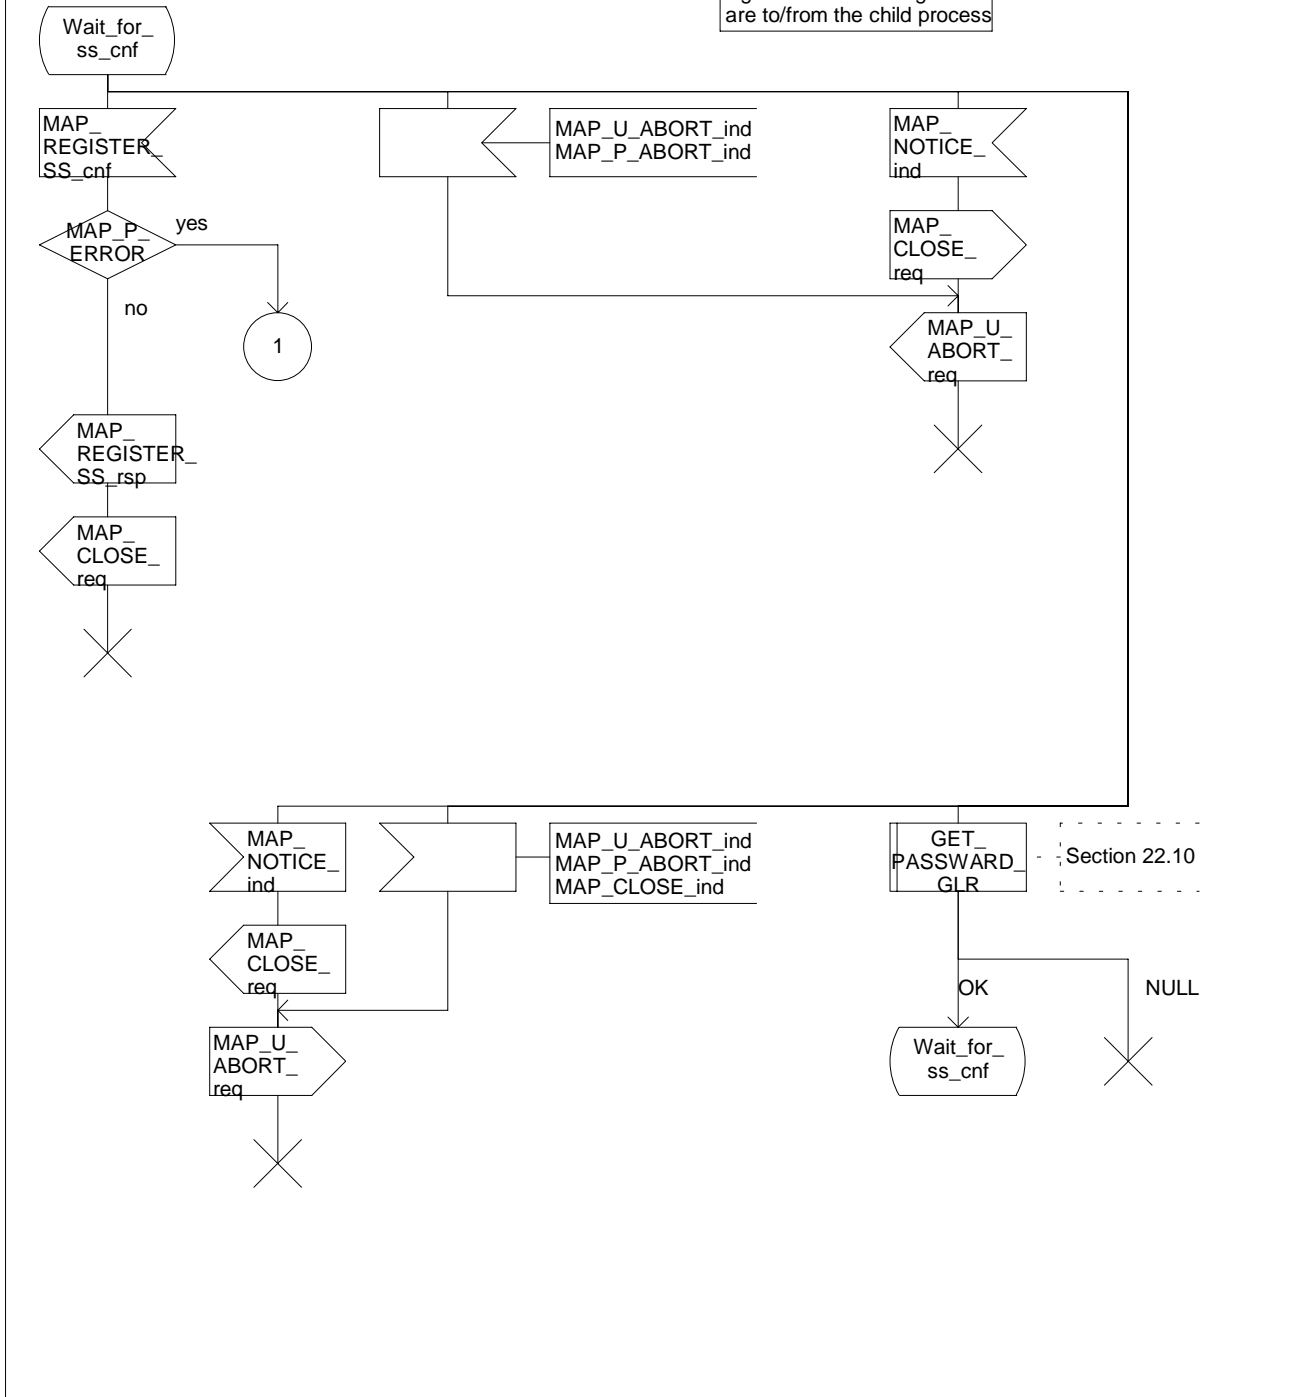 are to/from the child process
Wait_for_
ss_cnf
MAP_
REGISTER_
SS_cnf
MAP_U_ABORT_ind
MAP_P_ABORT_ind
MAP_
NOTICE_
ind
MAP_P_
ERROR
yes
no
1
MAP_
CLOSE_
req
MAP_U_
ABORT_
req
MAP_
REGISTER_
SS_rsp
MAP_
CLOSE_
req
MAP_
NOTICE_
ind
MAP_U_ABORT_ind
MAP_P_ABORT_ind
MAP_CLOSE_ind
GET_
PASSWARD_
GLR
Section 22.10
MAP_
CLOSE_
req
OK
NULL
MAP_U_
ABORT_
req
Wait_for_
ss_cnf